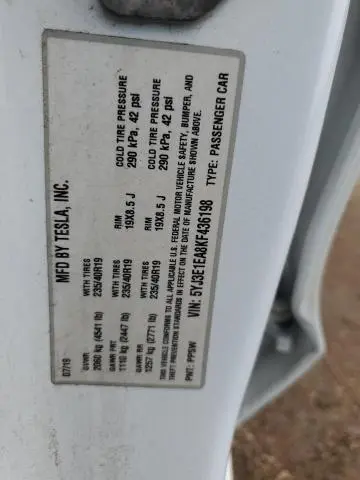 MFD BY TESLA, INC.
07/19
GVWR: 2060 kg (4541 lb)
GAWR FRT WITH TIRES RIM COLD TIRE PRESSURE
1110 kg (2447 lb) 235/40R19 19X8.5 J 290 kPa, 42 psi
GAWR RR WITH TIRES RIM COLD TIRE PRESSURE
1257 kg (2771 lb) 235/40R19 19X8.5 J 290 kPa, 42 psi
THIS VEHICLE CONFORMS TO ALL APPLICABLE U.S. FEDERAL MOTOR VEHICLE SAFETY, BUMPER, AND
THEFT PREVENTION STANDARDS IN EFFECT ON THE DATE OF MANUFACTURE SHOWN ABOVE.
VIN: 5YJ3E1EA8KF436198 TYPE: PASSENGER CAR
PNT: PPSW